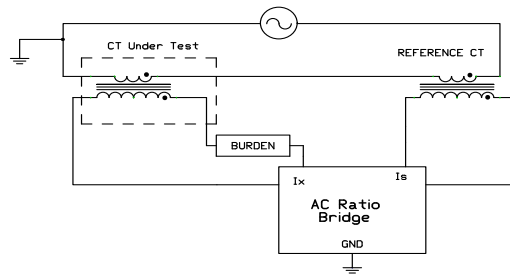 CT Under Test
REFERENCE CT
BURDEN
Ix
Is
AC Ratio
Bridge
GND